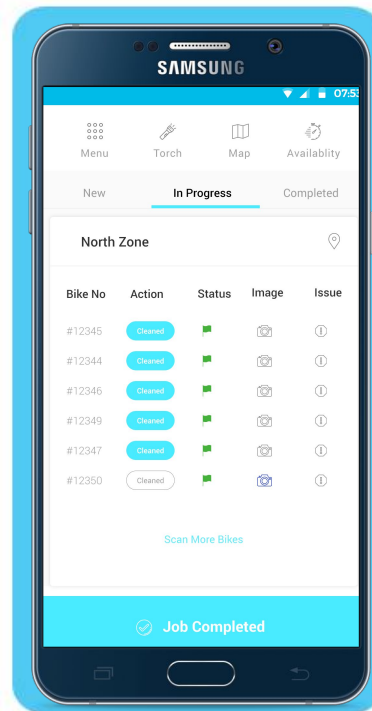 SAMSUNG
07:53
Menu Torch Map Availablity
New In Progress Completed
North Zone
Bike No Action Status Image Issue
#12345 Cleaned
#12344 Cleaned
#12346 Cleaned
#12349 Cleaned
#12347 Cleaned
#12350 Cleaned
Scan More Bikes
Job Completed